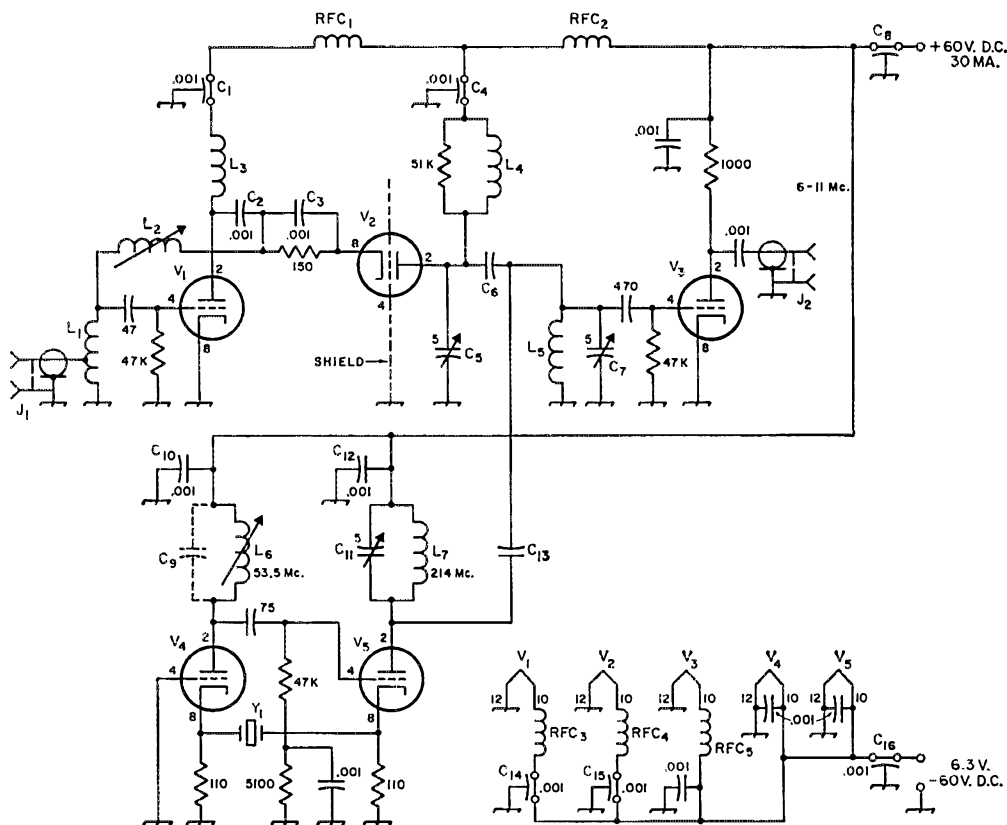 RFC1
RFC2
C8
+60V. D.C.
30 MA.
.001
C1
.001
C4
.001
L3
51K
L4
1000
6-11 Mc.
C2
.001
C3
.001
V2
L2
150
8
2
4
C6
.001
V1
2
4
8
47
47K
L1
J1
SHIELD
5
C5
L5
5
C7
470
47K
V3
2
4
8
J2
C10
.001
C12
.001
C9
L6
53.5 Mc.
5
C11
L7
214 Mc.
C13
75
V4
2
4
8
V5
2
4
8
47K
Y1
110
5100
.001
110
V1
V2
V3
V4
V5
12
10
12
10
12
10
12
10
12
10
.001
RFC3
RFC4
RFC5
C14
.001
C15
.001
.001
C16
.001
6.3 V.
-60V. D.C.